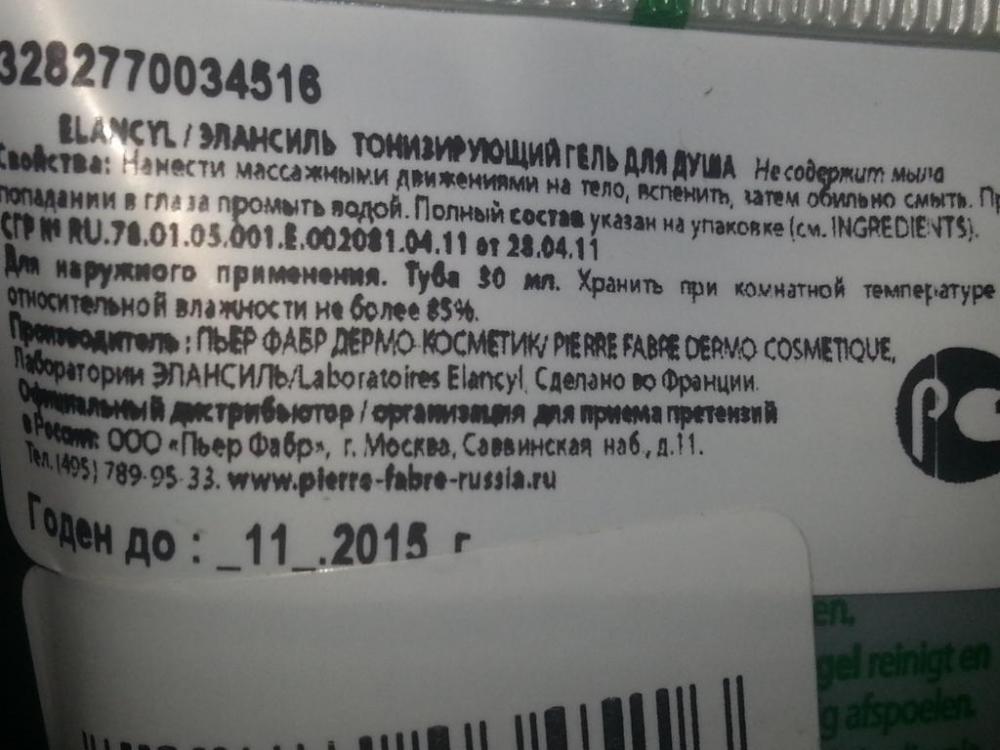 3282770034516
ELANCYL / ЭЛАНСИЛЬ ТОНИЗИРУЮЩИЙ ГЕЛЬ ДЛЯ ДУША Не содержит мыла
Свойства: Нанести массажными движениями на тело, вспенить, затем обильно смыть. Пр
попадании в глаза промыть водой. Полный состав указан на упаковке (см. INGREDIENTS).
СГР № RU.78.01.05.001.E.002081.04.11 от 28.04.11
Для наружного применения. Туба 30 мл. Хранить при комнатной температуре
относительной влажности не более 85%.
Производитель : ПЬЕР ФАБР ДЕРМО-КОСМЕТИК/ PIERRE FABRE DERMO COSMETIQUE,
Лаборатории ЭЛАНСИЛЬ/Laboratoires Elancyl. Сделано во Франции.
Официальный дистрибьютор / организация для приема претензий
в России: ООО «Пьер Фабр», г. Москва, Саввинская наб., д.11.
Тел. (495) 789-95-33. www.pierre-fabre-russia.ru
Годен до : _11_.2015 г
en,
gel reinigt en
g afspoelen.